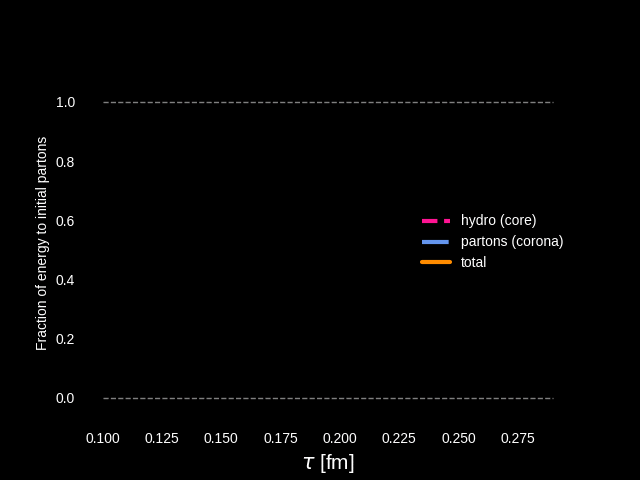 1.0
0.8
0.6
0.4
0.2
0.0
Fraction of energy to initial partons
hydro (core)
partons (corona)
total
0.100 0.125 0.150 0.175 0.200 0.225 0.250 0.275
τ [fm]